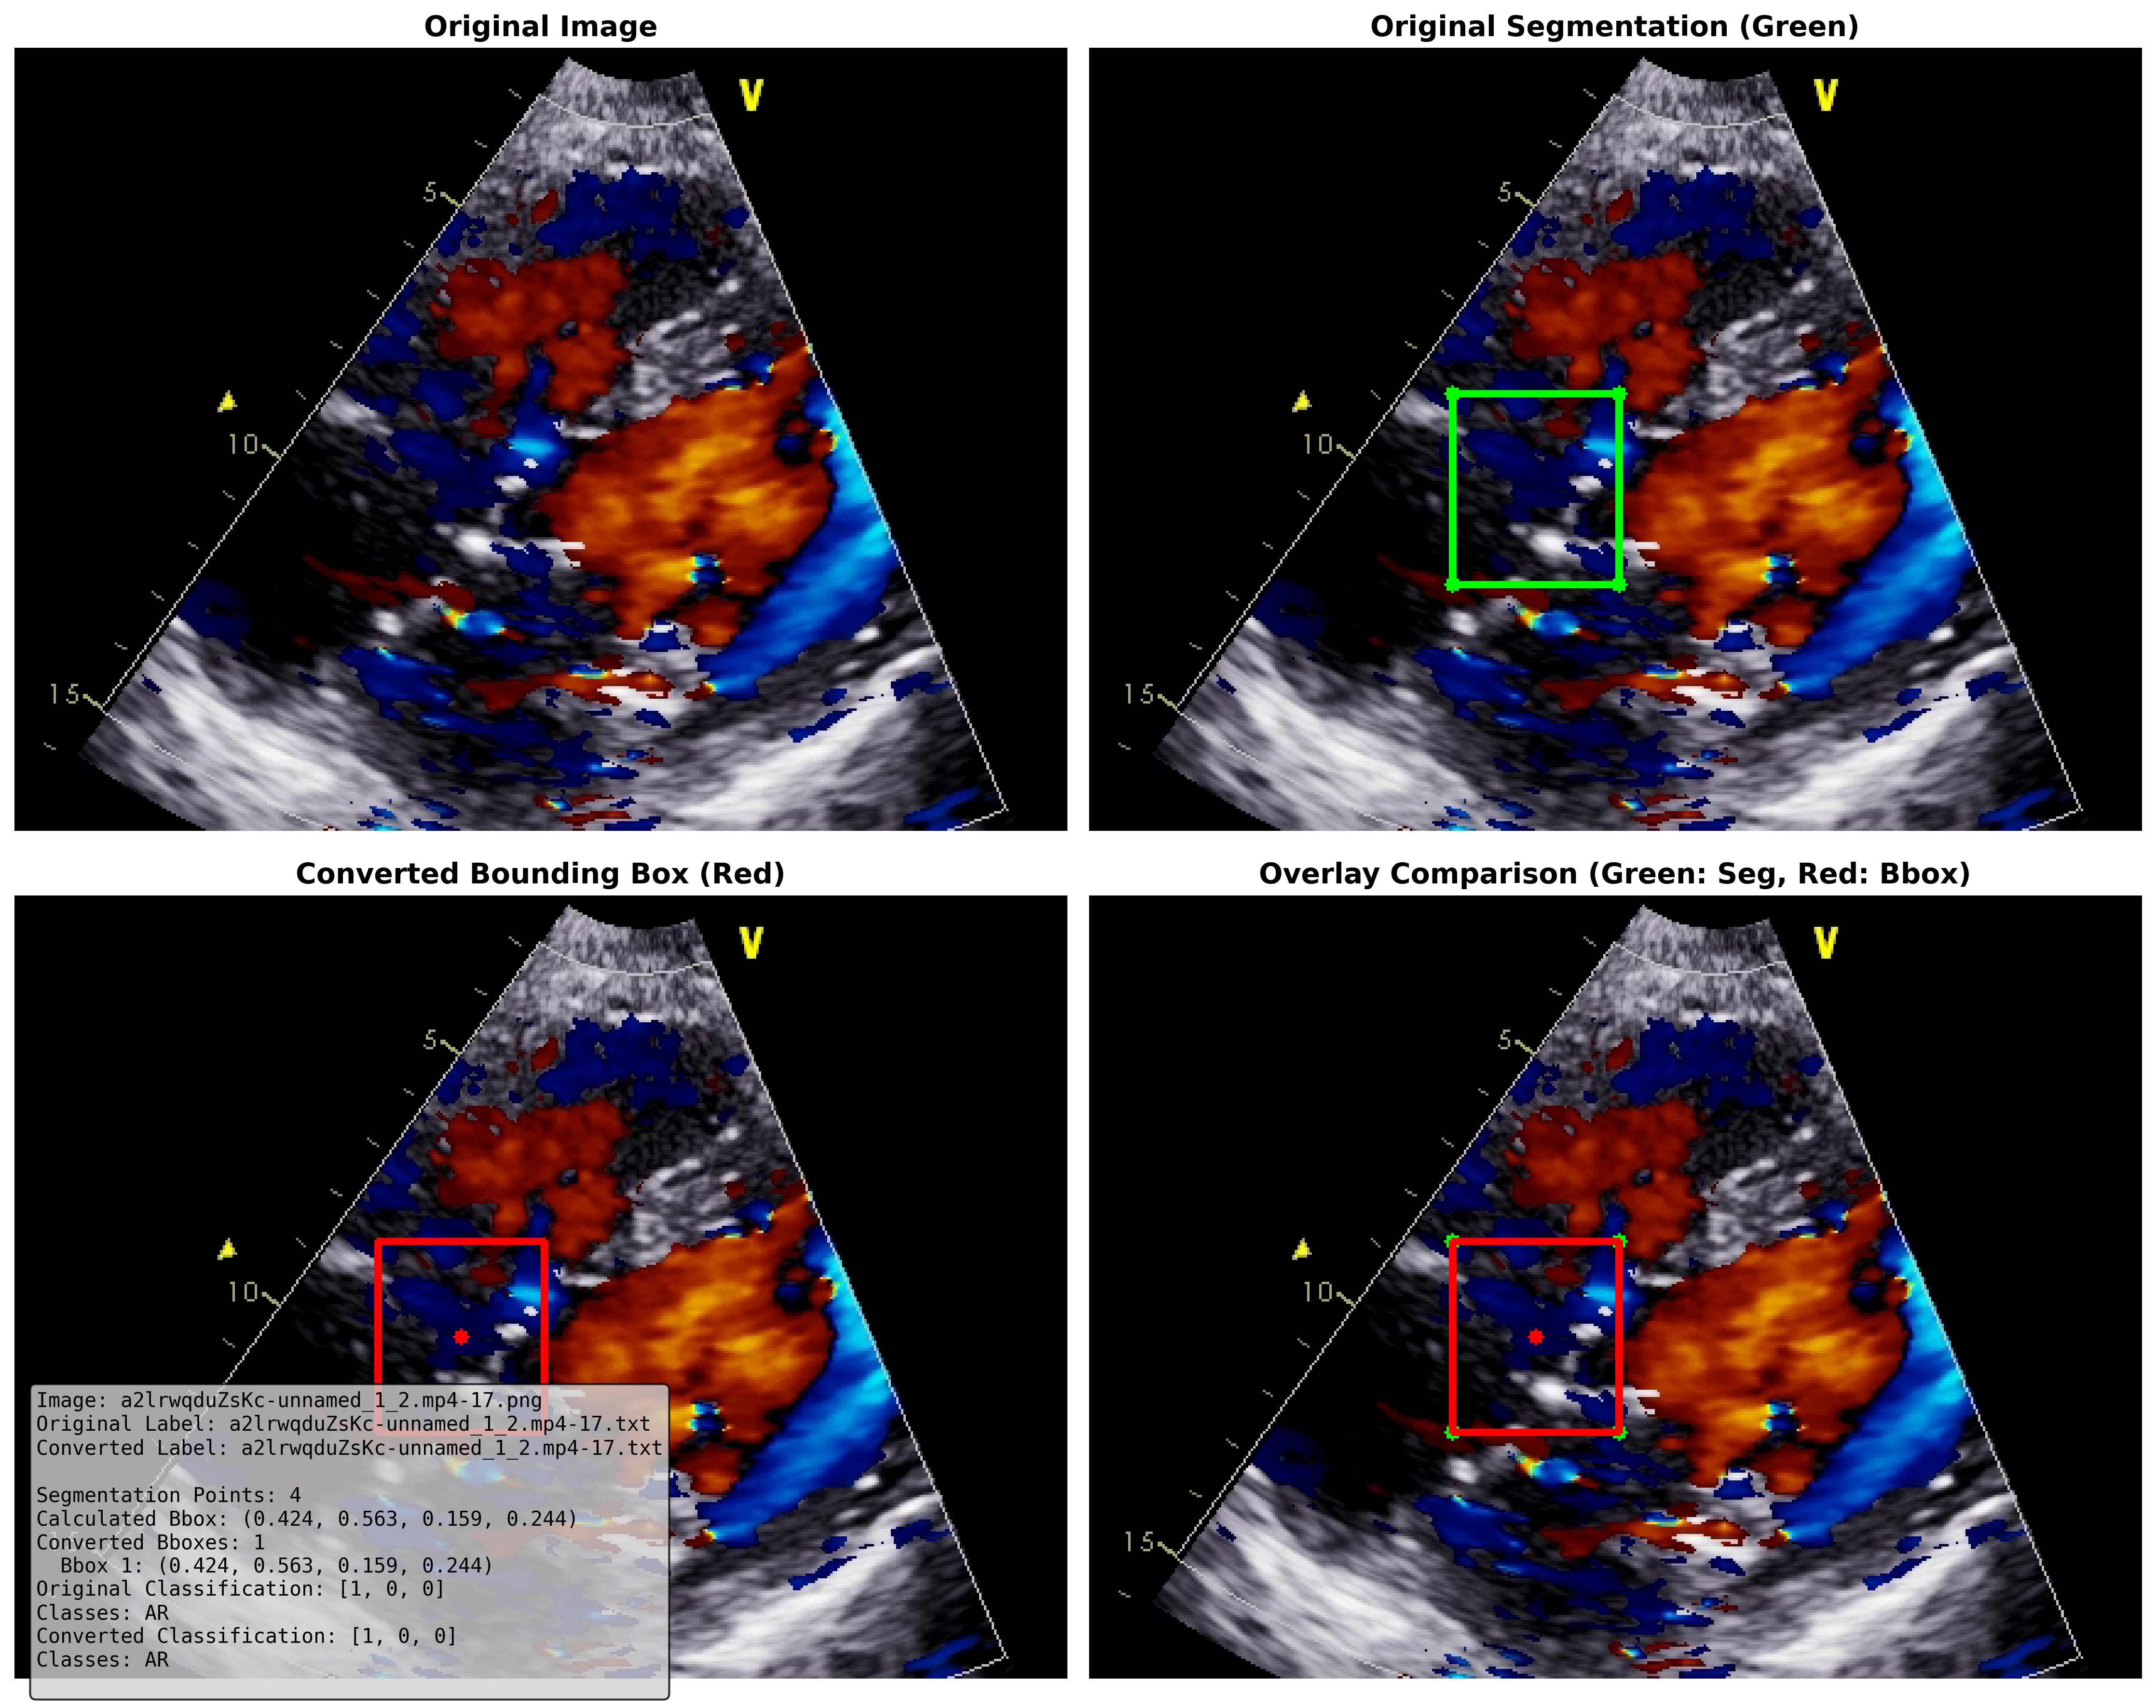 Original Image
Original Segmentation (Green)
V
5
10
15
V
5
10
15
Converted Bounding Box (Red)
Overlay Comparison (Green: Seg, Red: Bbox)
V
5
10
V
5
10
15
Image: a2lrwqduZsKc-unnamed_1_2.mp4-17.png
Original Label: a2lrwqduZsKc-unnamed_1_2.mp4-17.txt
Converted Label: a2lrwqduZsKc-unnamed_1_2.mp4-17.txt
Segmentation Points: 4
Calculated Bbox: (0.424, 0.563, 0.159, 0.244)
Converted Bboxes: 1
Bbox 1: (0.424, 0.563, 0.159, 0.244)
Original Classification: [1, 0, 0]
Classes: AR
Converted Classification: [1, 0, 0]
Classes: AR